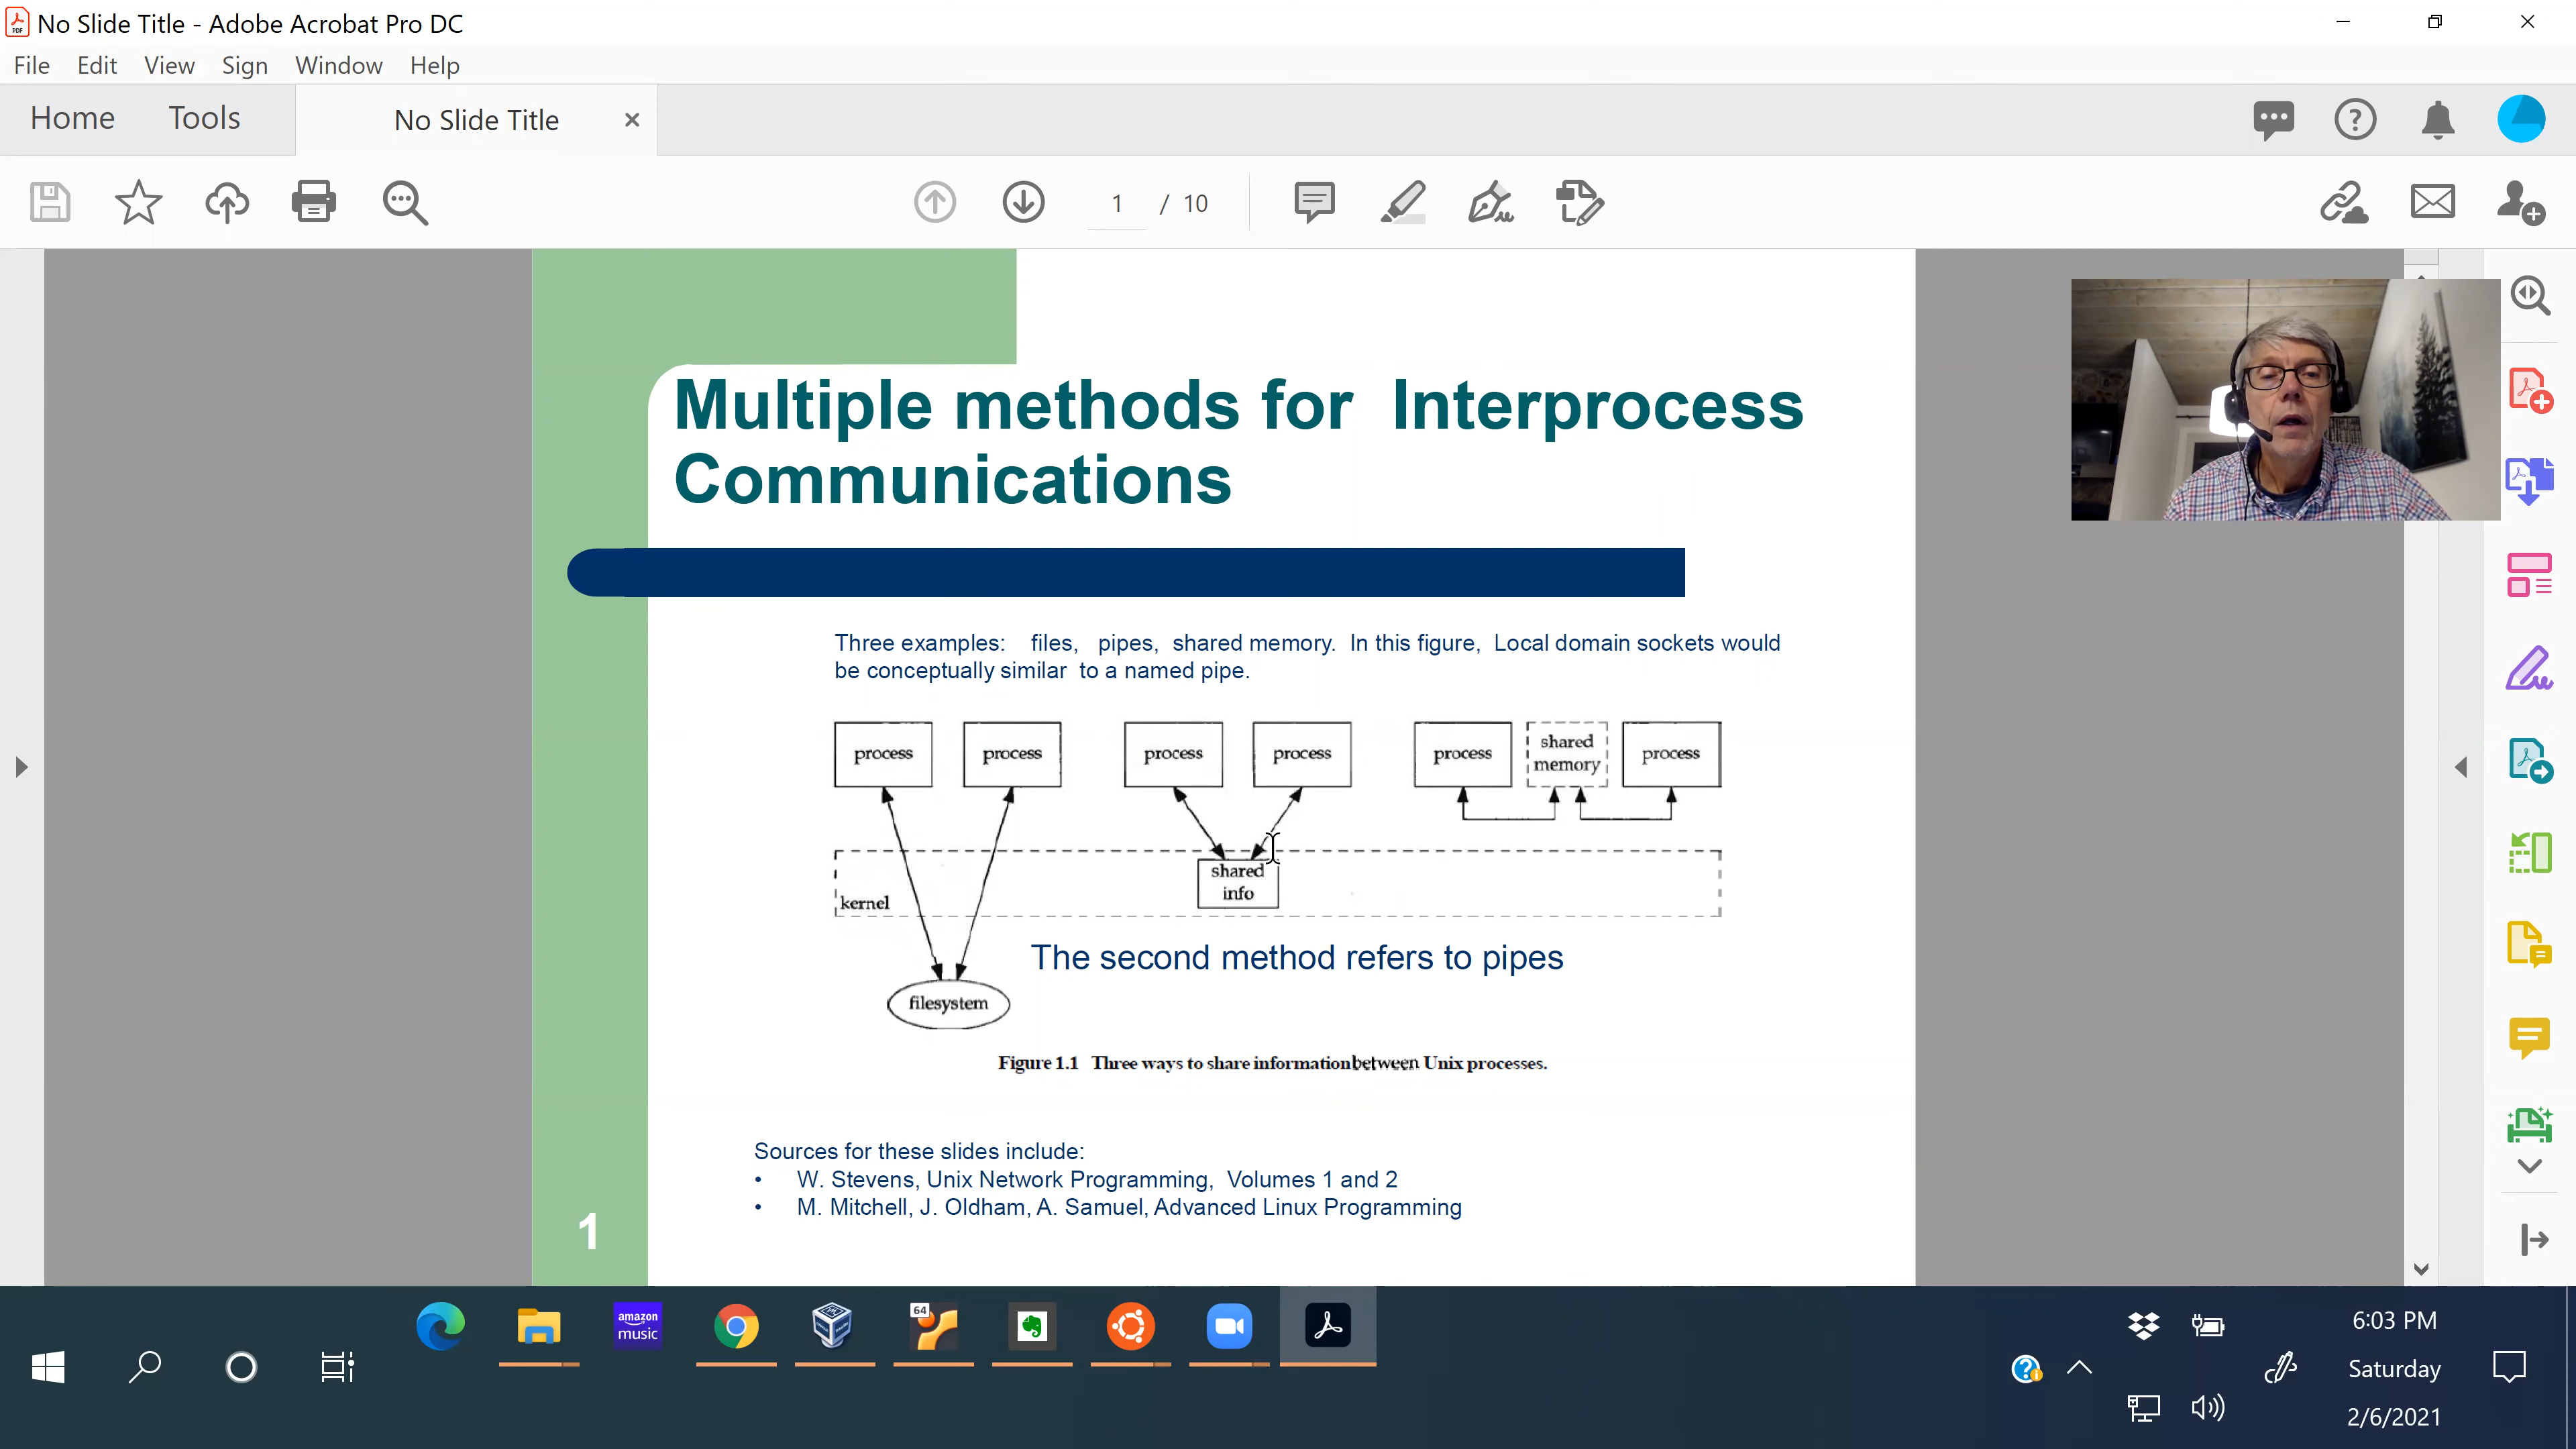 No Slide Title - Adobe Acrobat Pro DC
File Edit View Sign Window Help
Home Tools No Slide Title
1 / 10
Multiple methods for Interprocess
Communications
Three examples: files, pipes, shared memory. In this figure, Local domain sockets would
be conceptually similar to a named pipe.
process process process process process shared memory process
kernel
shared info
The second method refers to pipes
filesystem
Figure 1.1 Three ways to share information between Unix processes.
Sources for these slides include:
• W. Stevens, Unix Network Programming, Volumes 1 and 2
• M. Mitchell, J. Oldham, A. Samuel, Advanced Linux Programming
1
amazon music
64
6:03 PM
Saturday
2/6/2021